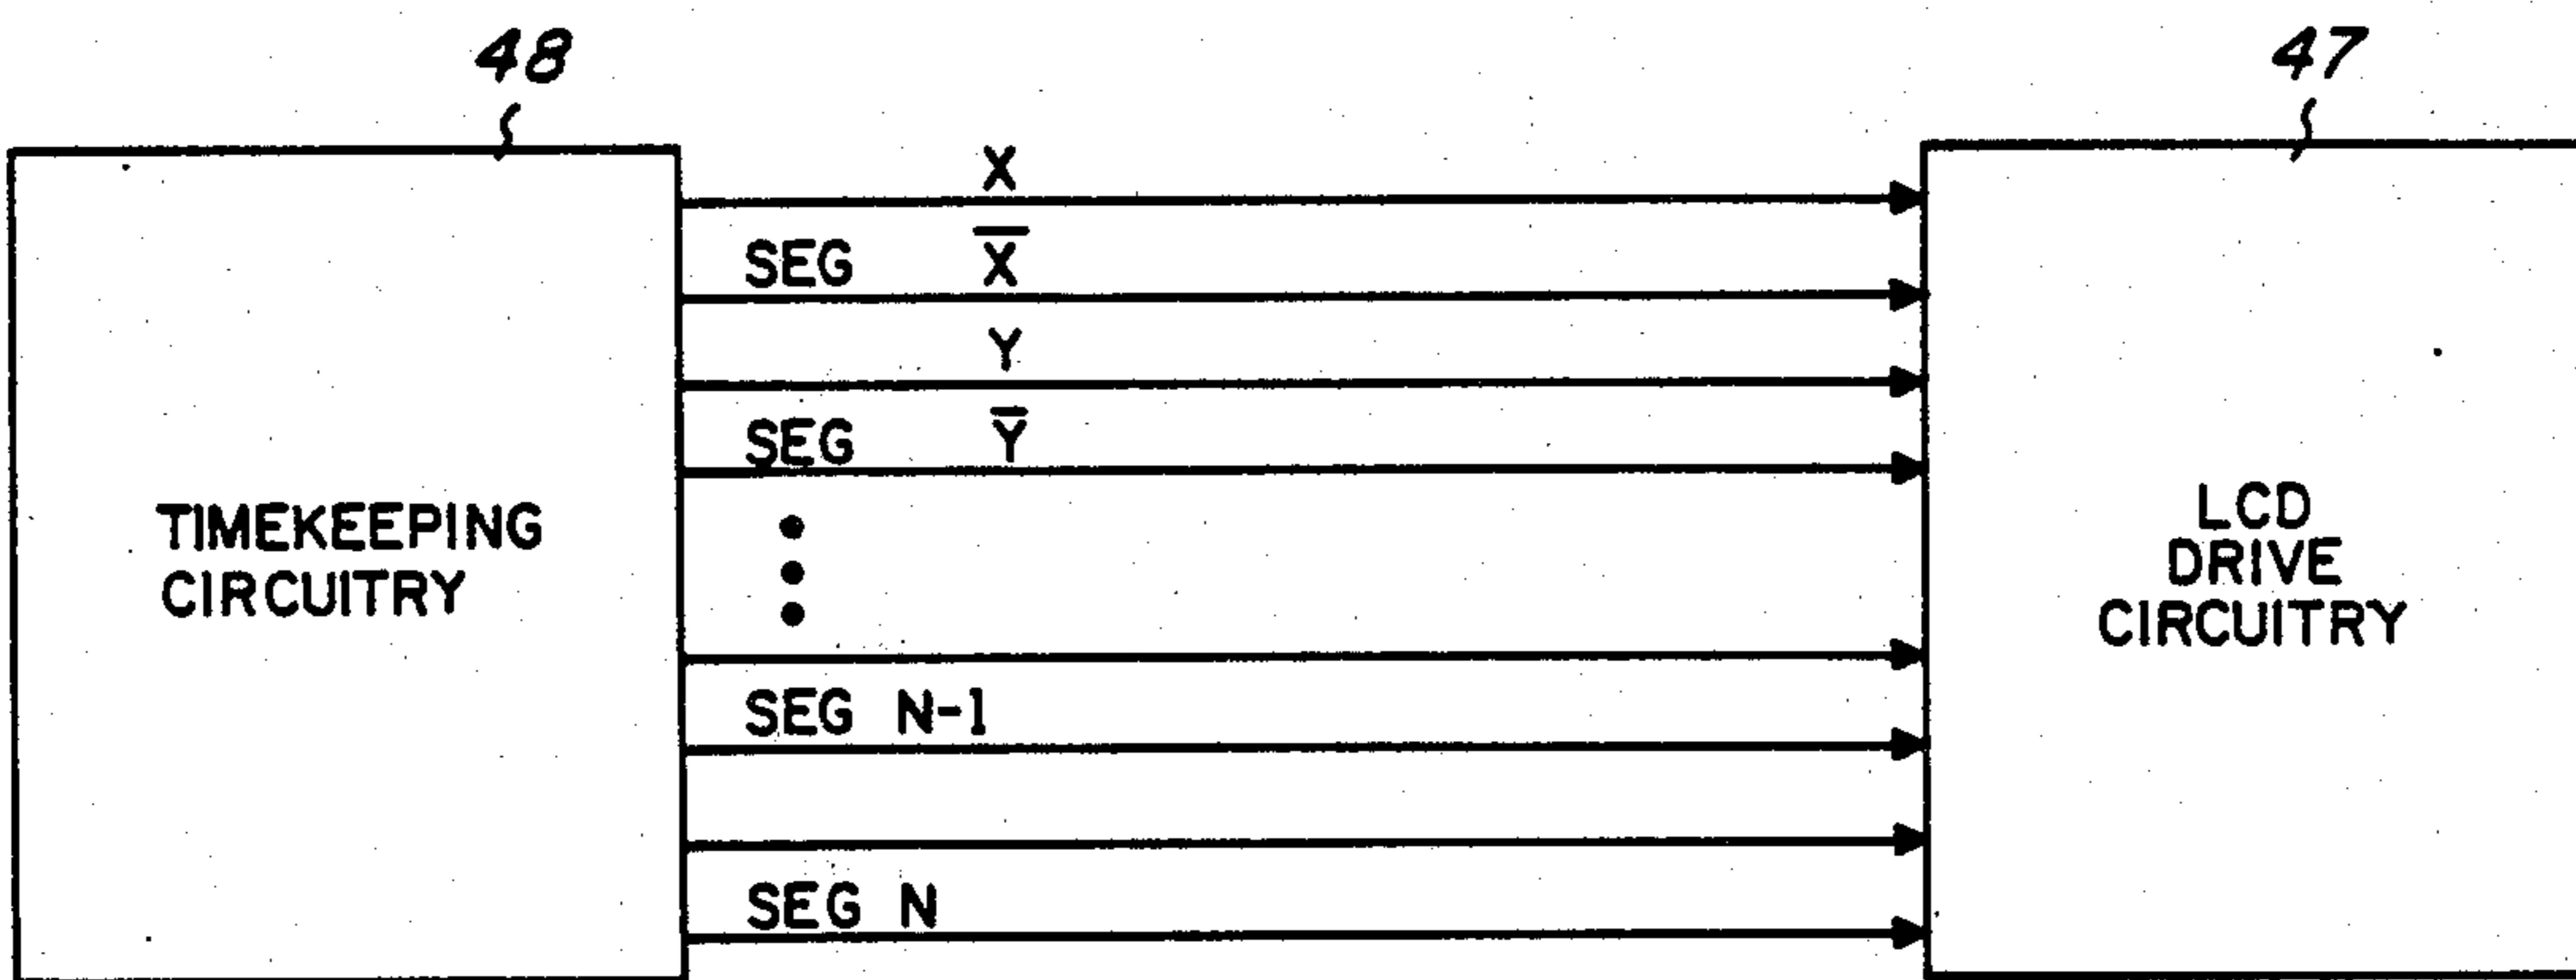 48
47
X
SEG X̅
Y
SEG Y̅
TIMEKEEPING
CIRCUITRY
LCD
DRIVE
CIRCUITRY
SEG N-1
SEG N